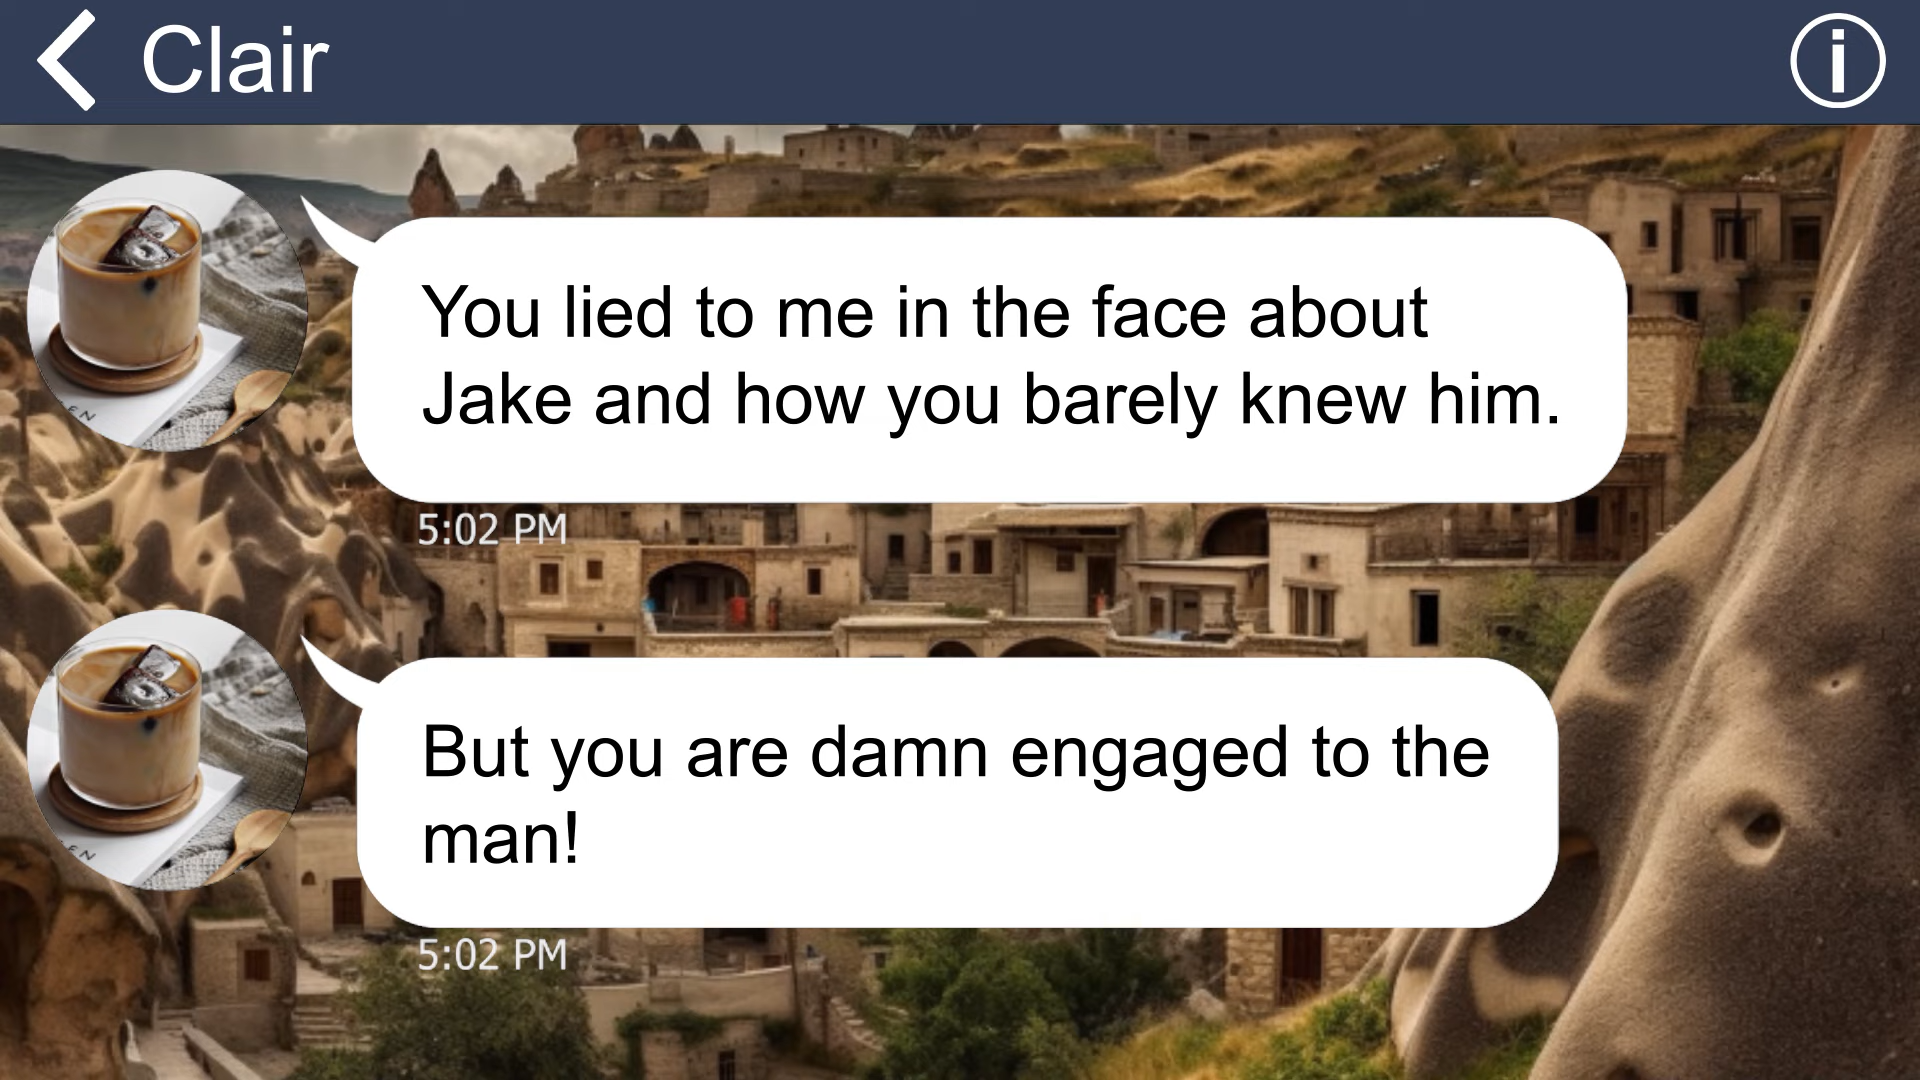 Clair
You lied to me in the face about
Jake and how you barely knew him.
5:02 PM
But you are damn engaged to the
man!
5:02 PM